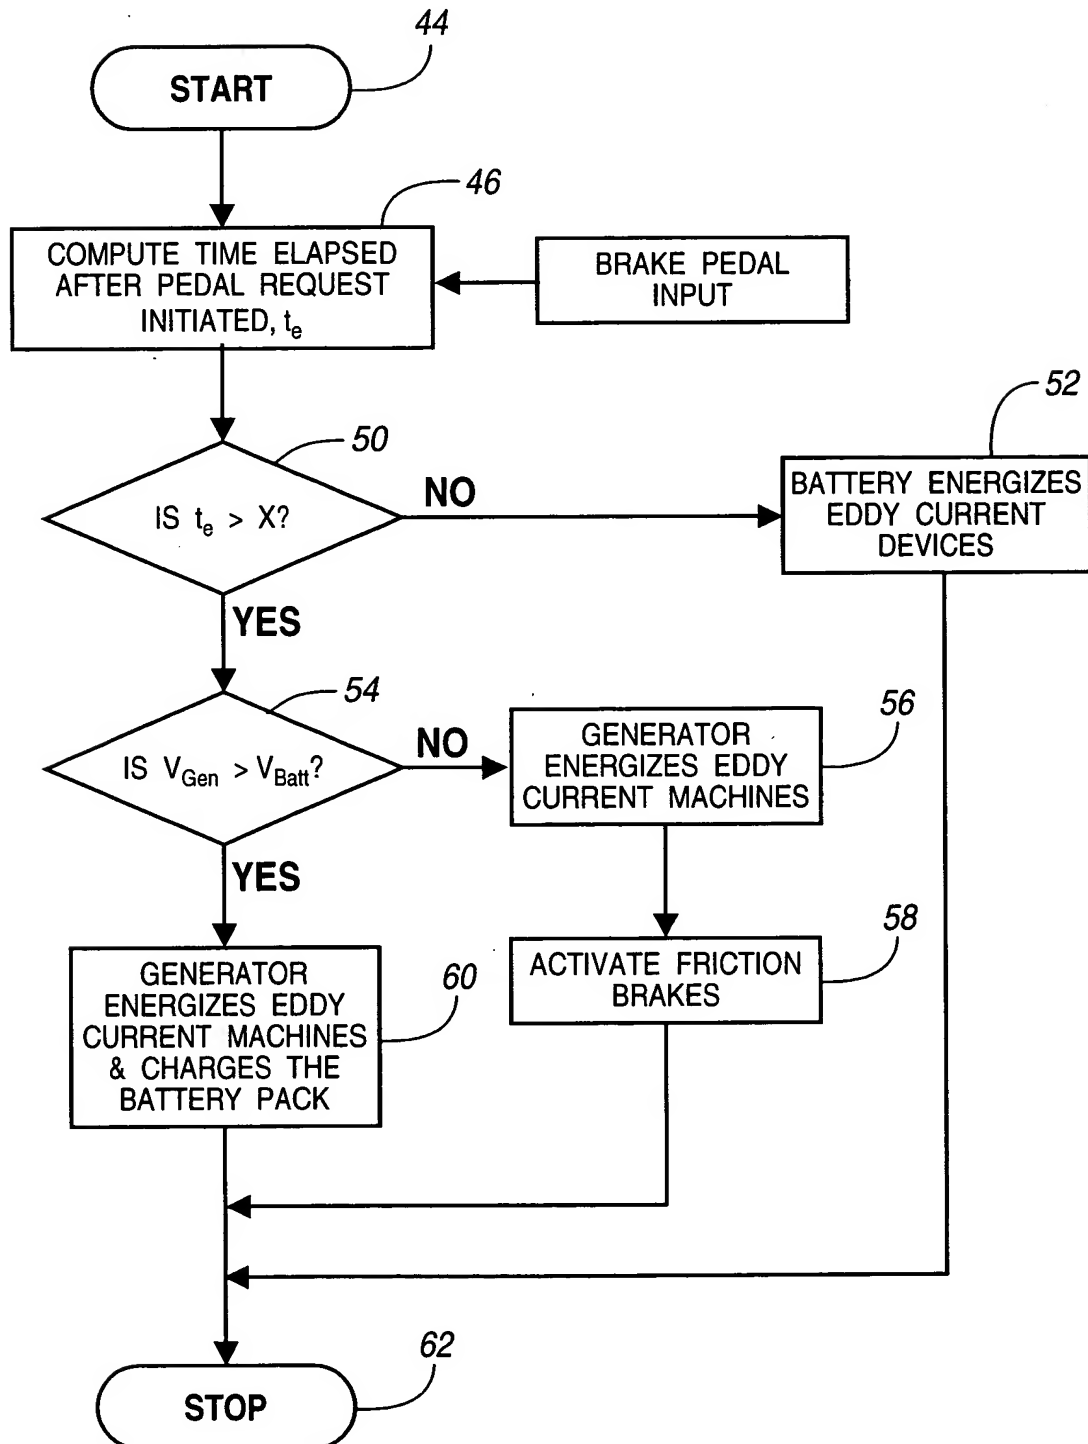 44
START
46
COMPUTE TIME ELAPSED
AFTER PEDAL REQUEST
INITIATED, te
BRAKE PEDAL
INPUT
50
IS te > X?
NO
52
BATTERY ENERGIZES
EDDY CURRENT
DEVICES
YES
54
IS VGen > VBatt?
NO
56
GENERATOR
ENERGIZES EDDY
CURRENT MACHINES
YES
58
ACTIVATE FRICTION
BRAKES
60
GENERATOR
ENERGIZES EDDY
CURRENT MACHINES
& CHARGES THE
BATTERY PACK
62
STOP